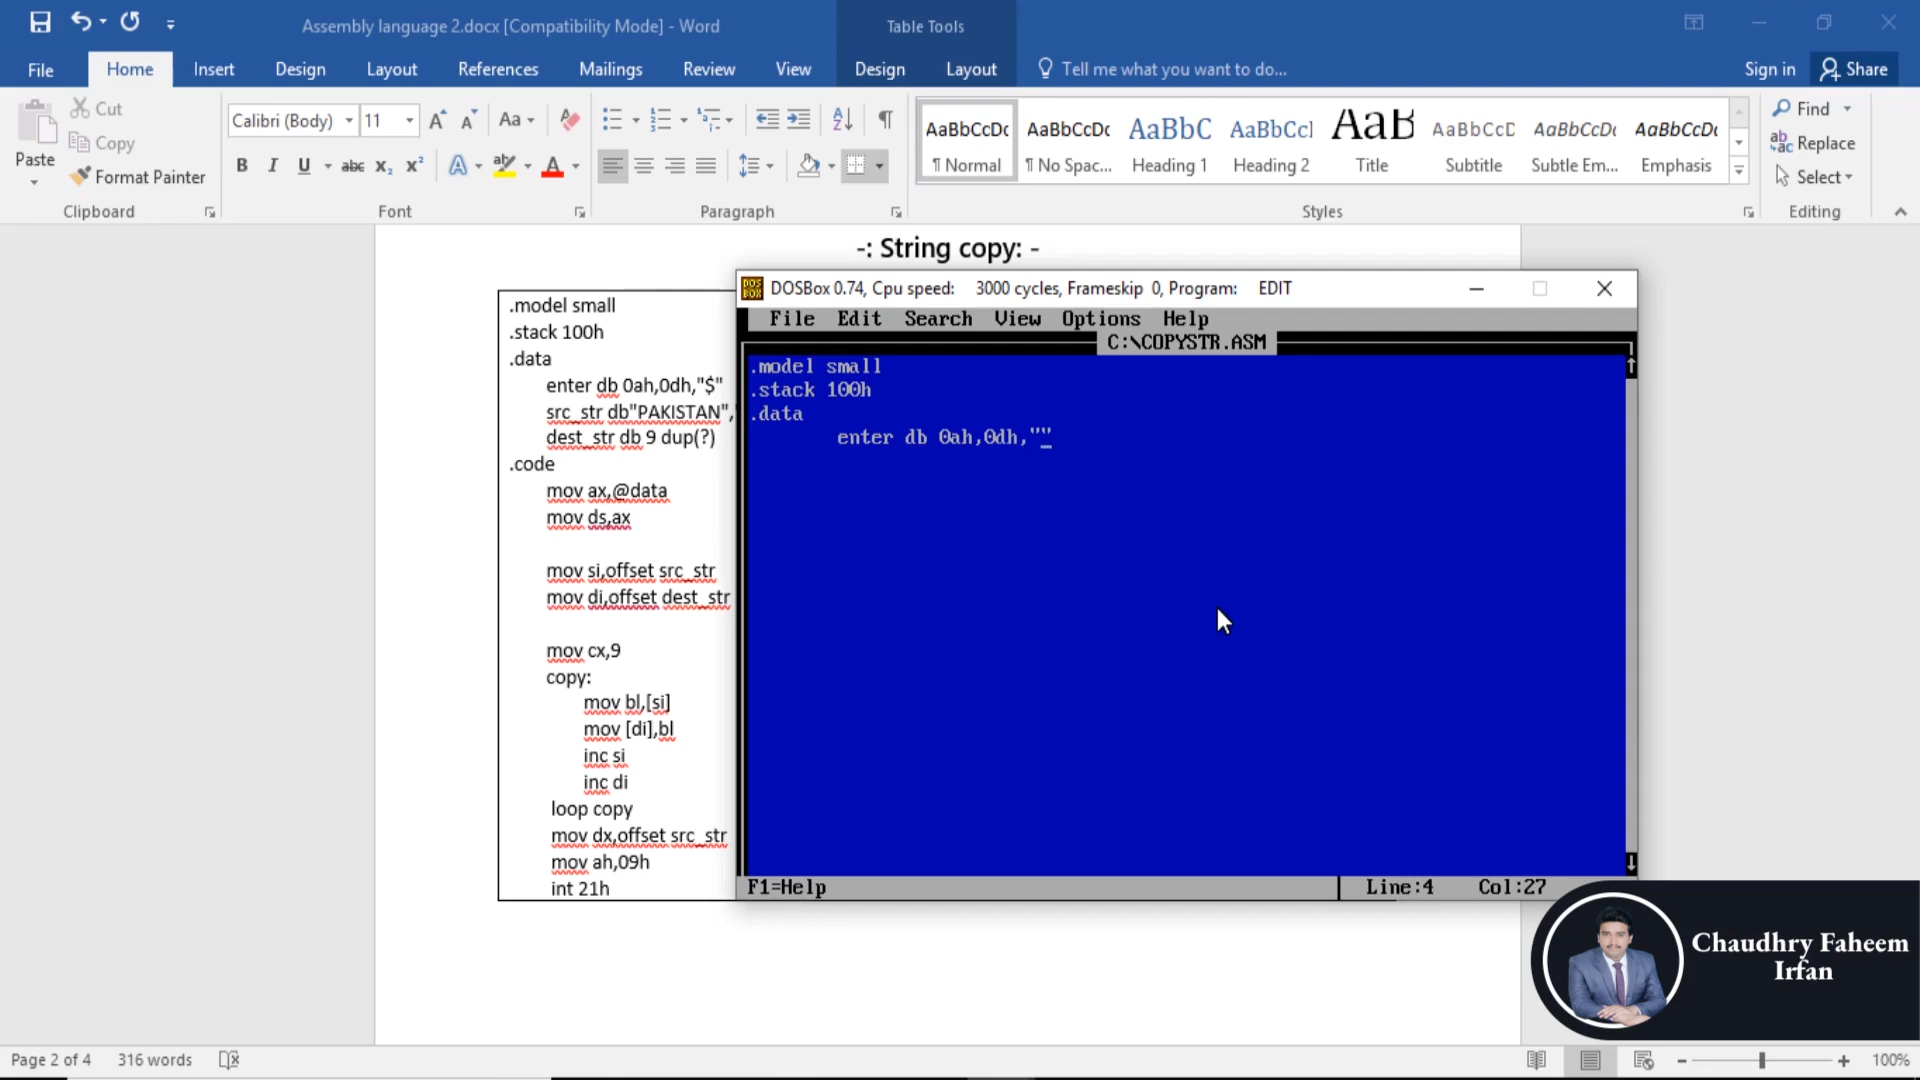 Assembly language 2.docx [Compatibility Mode] - Word
Table Tools
File Home Insert Design Layout References Mailings Review View Design Layout Tell me what you want to do...
Sign in Share
Paste
Cut
Copy
Format Painter
Clipboard
Calibri (Body) 11
Font
Paragraph
AaBbCcDc AaBbCcDc AaBbC AaBbCcI AaB AaBbCcD AaBbCcDc AaBbCcDc
¶ Normal ¶ No Spac... Heading 1 Heading 2 Title Subtitle Subtle Em... Emphasis
Styles
Find
Replace
Select
Editing
-: String copy: -
.model small
.stack 100h
.data
enter db 0ah,0dh,"$"
src_str db"PAKISTAN",
dest_str db 9 dup(?)
.code
mov ax,@data
mov ds,ax
mov si,offset src_str
mov di,offset dest_str
mov cx,9
copy:
mov bl,[si]
mov [di],bl
inc si
inc di
loop copy
mov dx,offset src_str
mov ah,09h
int 21h
DOSBox 0.74, Cpu speed: 3000 cycles, Frameskip 0, Program: EDIT
File Edit Search View Options Help
C:\COPYSTR.ASM
.model small
.stack 100h
.data
enter db 0ah,0dh,""
F1=Help
Line:4 Col:27
Chaudhry Faheem
Irfan
Page 2 of 4 316 words
100%